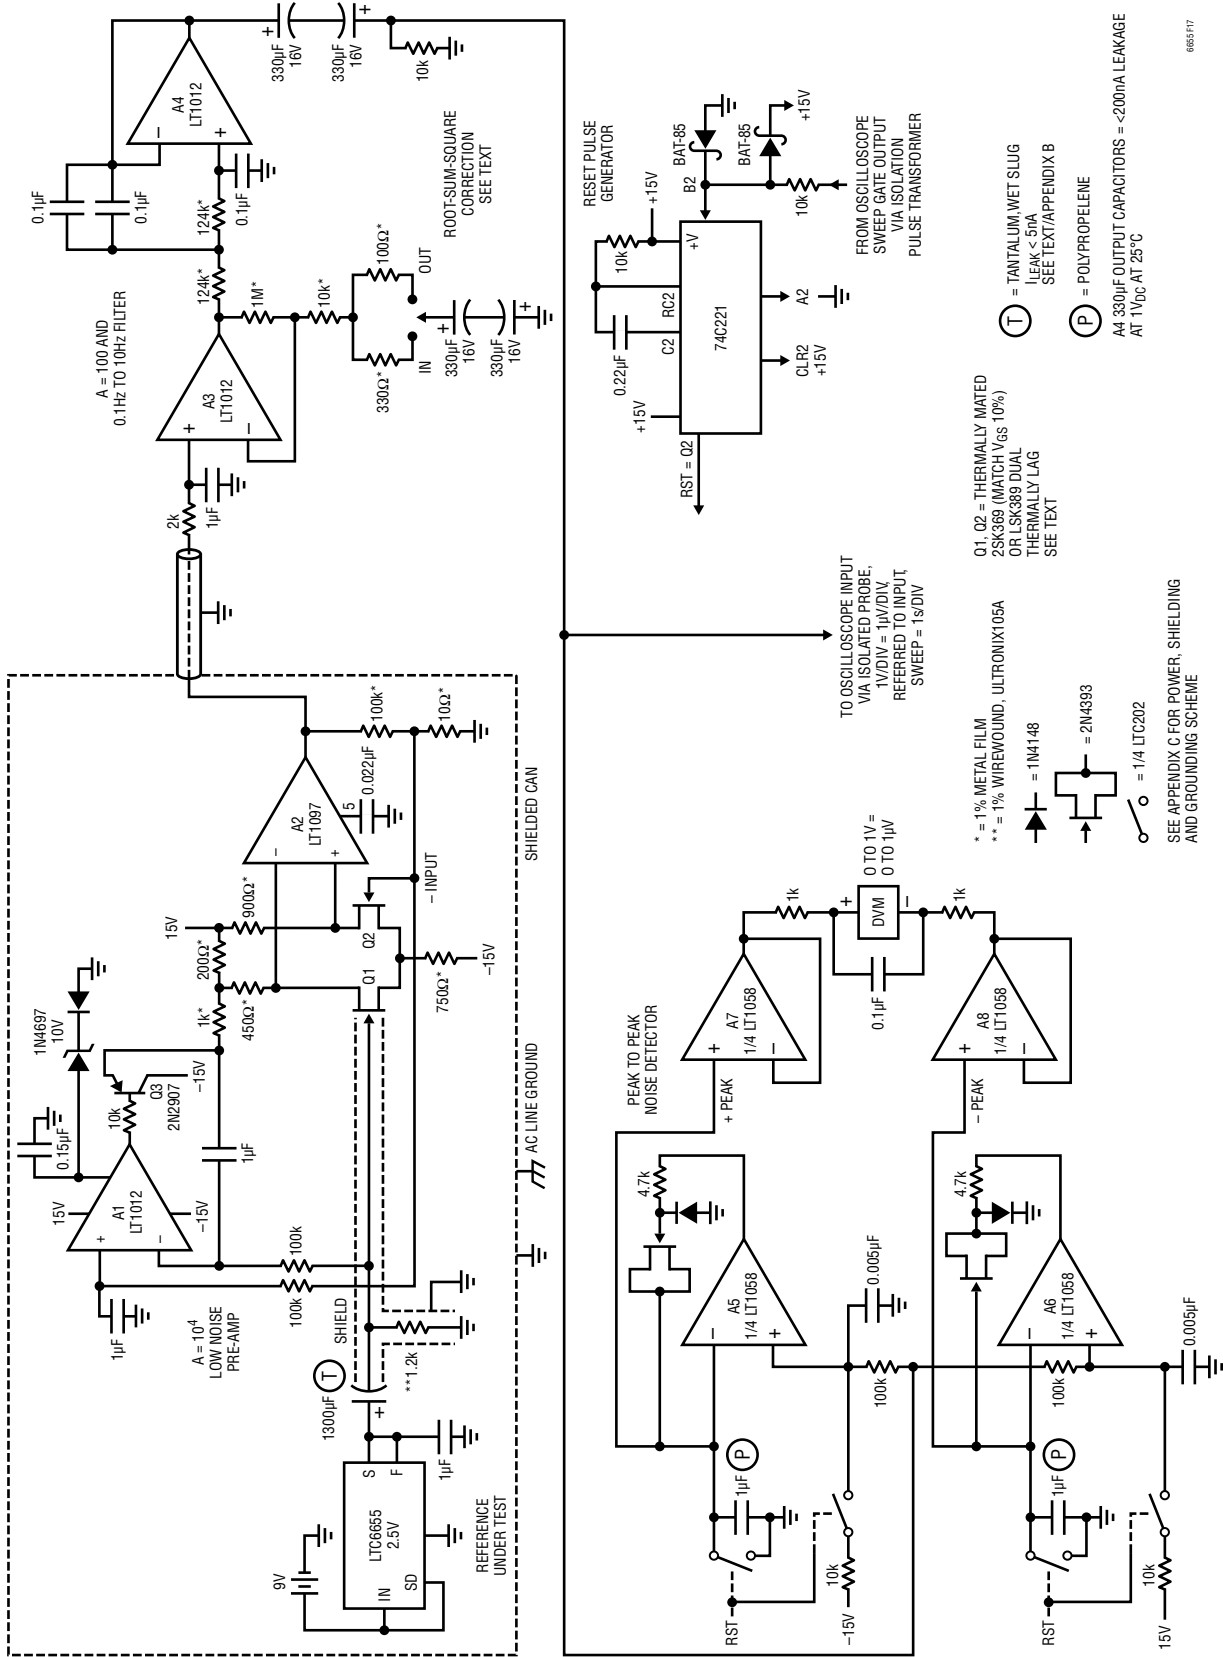 0.1µF
0.1µF
124k*
124k*
0.1µF
A4
LT1012
330µF
16V
330µF
16V
10k
A = 100 AND
0.1Hz TO 10Hz FILTER
A3
LT1012
1M*
10k*
330Ω*
100Ω*
IN
OUT
330µF
16V
330µF
16V
ROOT-SUM-SQUARE
CORRECTION
SEE TEXT
2k
1µF
RESET PULSE
GENERATOR
+15V
10k
0.22µF
+15V
C2
RC2
+V
74C221
RST = Q2
CLR2
+15V
A2
B2
BAT-85
BAT-85
+15V
10k
FROM OSCILLOSCOPE
SWEEP GATE OUTPUT
VIA ISOLATION
PULSE TRANSFORMER
SHIELDED CAN
AC LINE GROUND
0.15µF
1N4697
10V
15V
A1
LT1012
–15V
10k
Q3
2N2907
–15V
1µF
1k*
200Ω*
15V
450Ω*
900Ω*
A2
LT1097
5
0.022µF
100k*
10Ω*
– INPUT
Q1
Q2
750Ω*
–15V
1µF
100k
100k
A = 10⁴
LOW NOISE
PRE-AMP
SHIELD
1300µF
T
+
**1.2k
9V
IN
SD
LTC6655
2.5V
S
F
1µF
REFERENCE
UNDER TEST
TO OSCILLOSCOPE INPUT
VIA ISOLATED PROBE,
1V/DIV = 1µV/DIV,
REFERRED TO INPUT,
SWEEP = 1s/DIV
PEAK TO PEAK
NOISE DETECTOR
+ PEAK
A7
1/4 LT1058
1k
0.1µF
+
DVM
–
O TO 1V =
O TO 1µV
1k
A8
1/4 LT1058
– PEAK
4.7k
A5
1/4 LT1058
0.005µF
100k
P
1µF
RST
10k
–15V
4.7k
A6
1/4 LT1058
100k
0.005µF
P
1µF
RST
10k
15V
* = 1% METAL FILM
** = 1% WIREWOUND, ULTRONIX105A
= 1N4148
= 2N4393
= 1/4 LTC202
SEE APPENDIX C FOR POWER, SHIELDING
AND GROUNDING SCHEME
Q1, Q2 = THERMALLY MATED
2SK369 (MATCH VGS 10%)
OR LSK389 DUAL
THERMALLY LAG
SEE TEXT
T = TANTALUM,WET SLUG
ILEAK < 5nA
SEE TEXT/APPENDIX B
P = POLYPROPELENE
A4 330µF OUTPUT CAPACITORS = <200nA LEAKAGE
AT 1VDC AT 25°C
6655 F17